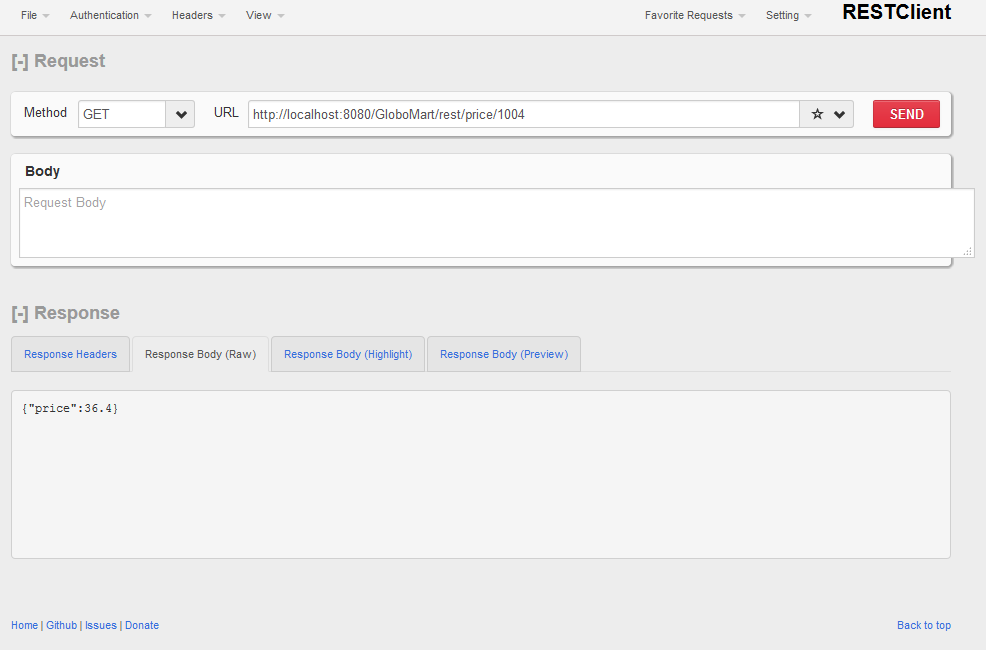 File Authentication Headers View Favorite Requests Setting RESTClient
[-] Request
Method GET URL http://localhost:8080/GloboMart/rest/price/1004 SEND
Body
Request Body
[-] Response
Response Headers Response Body (Raw) Response Body (Highlight) Response Body (Preview)
{"price":36.4}
Home | Github | Issues | Donate Back to top